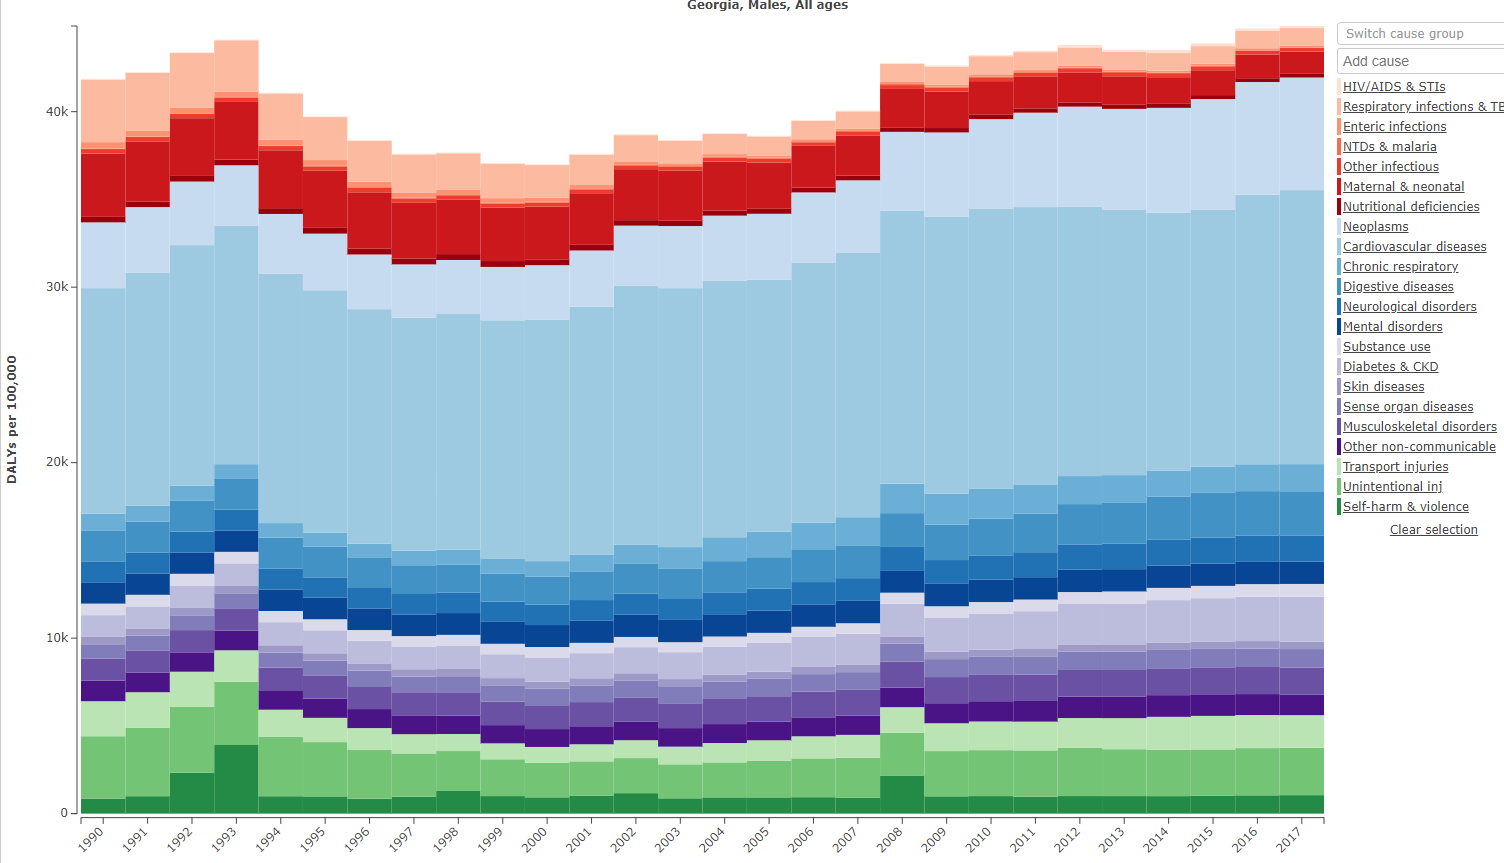 Georgia, Males, All ages
DALYs per 100,000
40k
30k
20k
10k
0
1990
1991
1992
1993
1994
1995
1996
1997
1998
1999
2000
2001
2002
2003
2004
2005
2006
2007
2008
2009
2010
2011
2012
2013
2014
2015
2016
2017
Switch cause group
Add cause
HIV/AIDS & STIs
Respiratory infections & TB
Enteric infections
NTDs & malaria
Other infectious
Maternal & neonatal
Nutritional deficiencies
Neoplasms
Cardiovascular diseases
Chronic respiratory
Digestive diseases
Neurological disorders
Mental disorders
Substance use
Diabetes & CKD
Skin diseases
Sense organ diseases
Musculoskeletal disorders
Other non-communicable
Transport injuries
Unintentional inj
Self-harm & violence
Clear selection